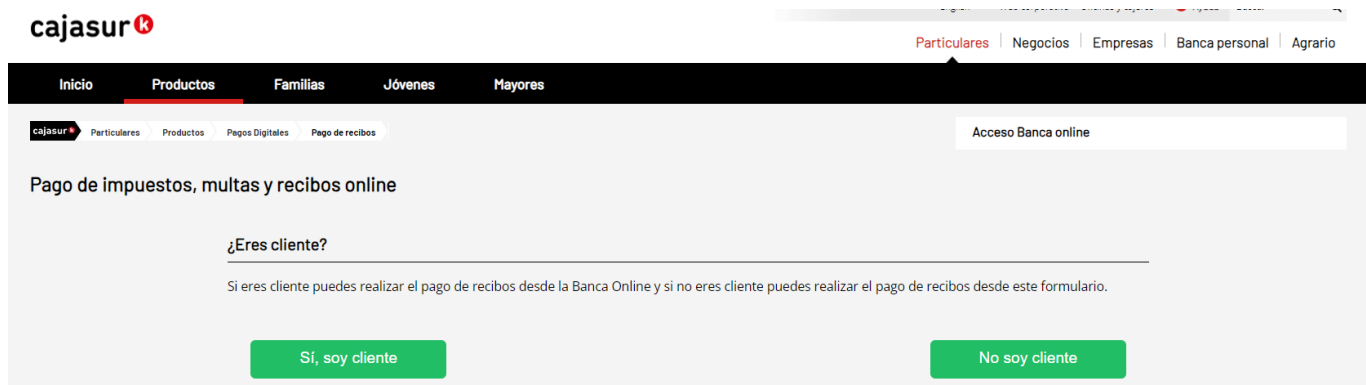 cajasur k
Particulares Negocios Empresas Banca personal Agrario
Inicio Productos Familias Jóvenes Mayores
cajasur k Particulares Productos Pagos Digitales Pago de recibos
Acceso Banca online
Pago de impuestos, multas y recibos online
¿Eres cliente?
Si eres cliente puedes realizar el pago de recibos desde la Banca Online y si no eres cliente puedes realizar el pago de recibos desde este formulario.
Sí, soy cliente No soy cliente